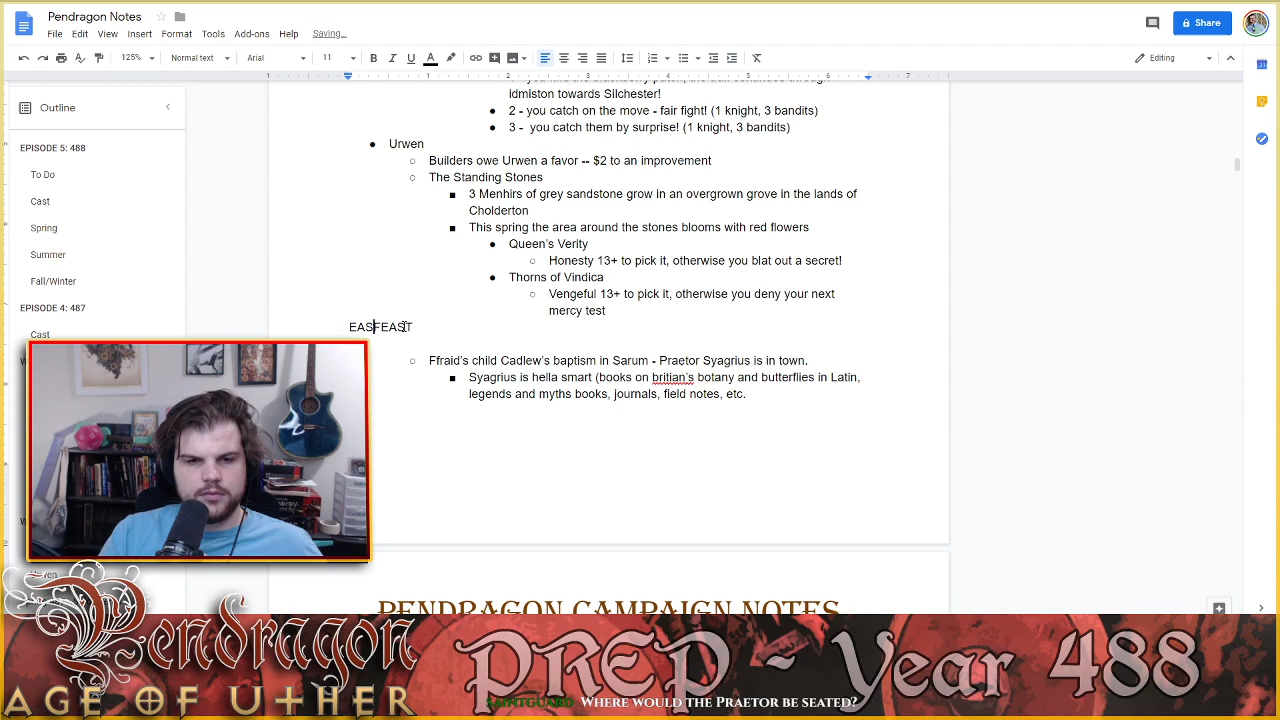 Pendragon Notes
File Edit View Insert Format Tools Add-ons Help Saving...
Share
125% Normal text Arial 11 Editing
1 1 2 3 4 5 6 7
Outline
EPISODE 5: 488
To Do
Cast
Spring
Summer
Fall/Winter
EPISODE 4: 487
Cast
idmiston towards Silchester!
2 - you catch on the move - fair fight! (1 knight, 3 bandits)
3 - you catch them by surprise! (1 knight, 3 bandits)
Urwen
Builders owe Urwen a favor -- $2 to an improvement
The Standing Stones
3 Menhirs of grey sandstone grow in an overgrown grove in the lands of
Cholderton
This spring the area around the stones blooms with red flowers
Queen's Verity
Honesty 13+ to pick it, otherwise you blat out a secret!
Thorns of Vindica
Vengeful 13+ to pick it, otherwise you deny your next
mercy test
EASFEAST
Ffraid's child Cadlew's baptism in Sarum - Praetor Syagrius is in town.
Syagrius is hella smart (books on britian's botany and butterflies in Latin,
legends and myths books, journals, field notes, etc.
PENDRAGON CAMPAIGN NOTES
Pendragon
AGE OF UTHER
PREP - Year 488
SAINTGUARD WHERE WOULD THE PRAETOR BE SEATED?